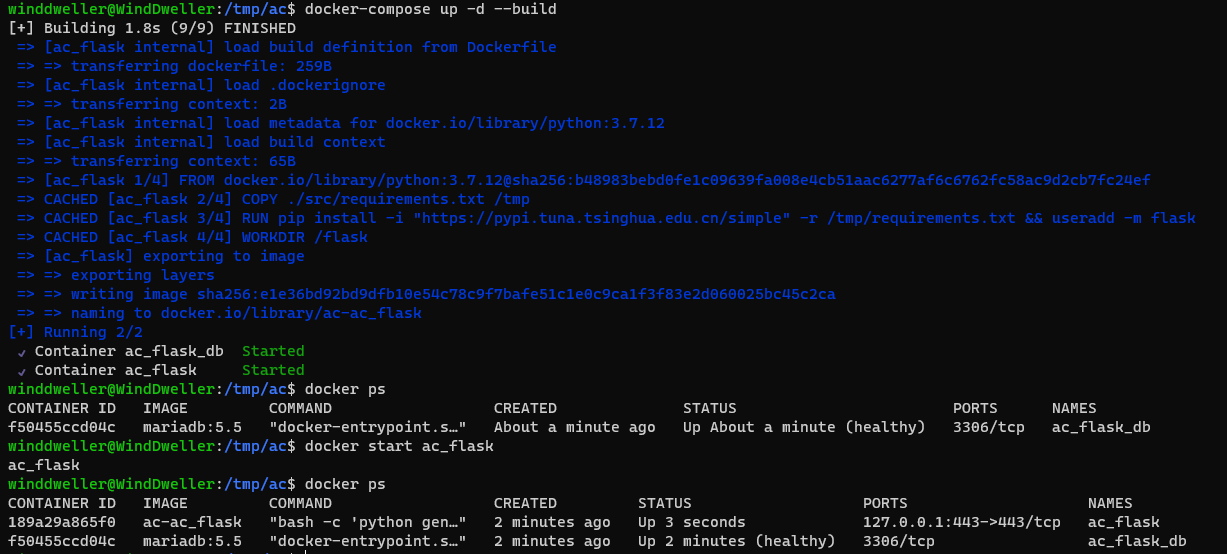 winddweller@WindDweller:/tmp/ac$ docker-compose up -d --build
[+] Building 1.8s (9/9) FINISHED
=> [ac_flask internal] load build definition from Dockerfile
=> => transferring dockerfile: 259B
=> [ac_flask internal] load .dockerignore
=> => transferring context: 2B
=> [ac_flask internal] load metadata for docker.io/library/python:3.7.12
=> [ac_flask internal] load build context
=> => transferring context: 65B
=> [ac_flask 1/4] FROM docker.io/library/python:3.7.12@sha256:b48983bebd0fe1c09639fa008e4cb51aac6277af6c6762fc58ac9d2cb7fc24ef
=> CACHED [ac_flask 2/4] COPY ./src/requirements.txt /tmp
=> CACHED [ac_flask 3/4] RUN pip install -i "https://pypi.tuna.tsinghua.edu.cn/simple" -r /tmp/requirements.txt && useradd -m flask
=> CACHED [ac_flask 4/4] WORKDIR /flask
=> [ac_flask] exporting to image
=> => exporting layers
=> => writing image sha256:e1e36bd92bd9dfb10e54c78c9f7bafe51c1e0c9ca1f3f83e2d060025bc45c2ca
=> => naming to docker.io/library/ac-ac_flask
[+] Running 2/2
✔ Container ac_flask_db  Started
✔ Container ac_flask     Started
winddweller@WindDweller:/tmp/ac$ docker ps
CONTAINER ID   IMAGE         COMMAND                  CREATED              STATUS                        PORTS      NAMES
f50455ccd04c   mariadb:5.5   "docker-entrypoint.s…"   About a minute ago   Up About a minute (healthy)   3306/tcp   ac_flask_db
winddweller@WindDweller:/tmp/ac$ docker start ac_flask
ac_flask
winddweller@WindDweller:/tmp/ac$ docker ps
CONTAINER ID   IMAGE         COMMAND                  CREATED         STATUS                   PORTS                    NAMES
189a29a865f0   ac-ac_flask   "bash -c 'python gen…"   2 minutes ago   Up 3 seconds             127.0.0.1:443->443/tcp   ac_flask
f50455ccd04c   mariadb:5.5   "docker-entrypoint.s…"   2 minutes ago   Up 2 minutes (healthy)   3306/tcp                 ac_flask_db